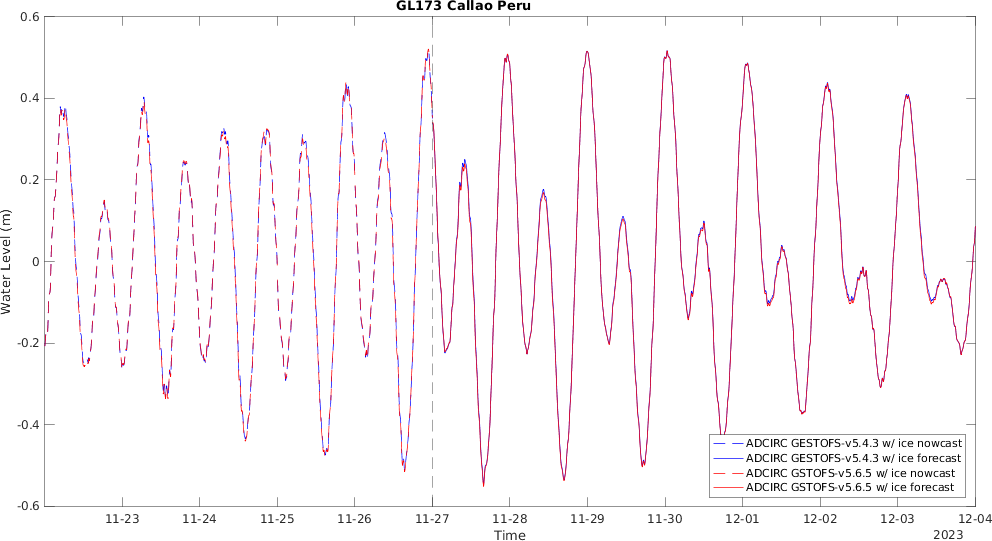 GL173 Callao Peru
0.6
0.4
0.2
0
-0.2
-0.4
-0.6
Water Level (m)
11-23 11-24 11-25 11-26 11-27 11-28 11-29 11-30 12-01 12-02 12-03 12-04
Time
2023
ADCIRC GESTOFS-v5.4.3 w/ ice nowcast
ADCIRC GESTOFS-v5.4.3 w/ ice forecast
ADCIRC GSTOFS-v5.6.5 w/ ice nowcast
ADCIRC GSTOFS-v5.6.5 w/ ice forecast